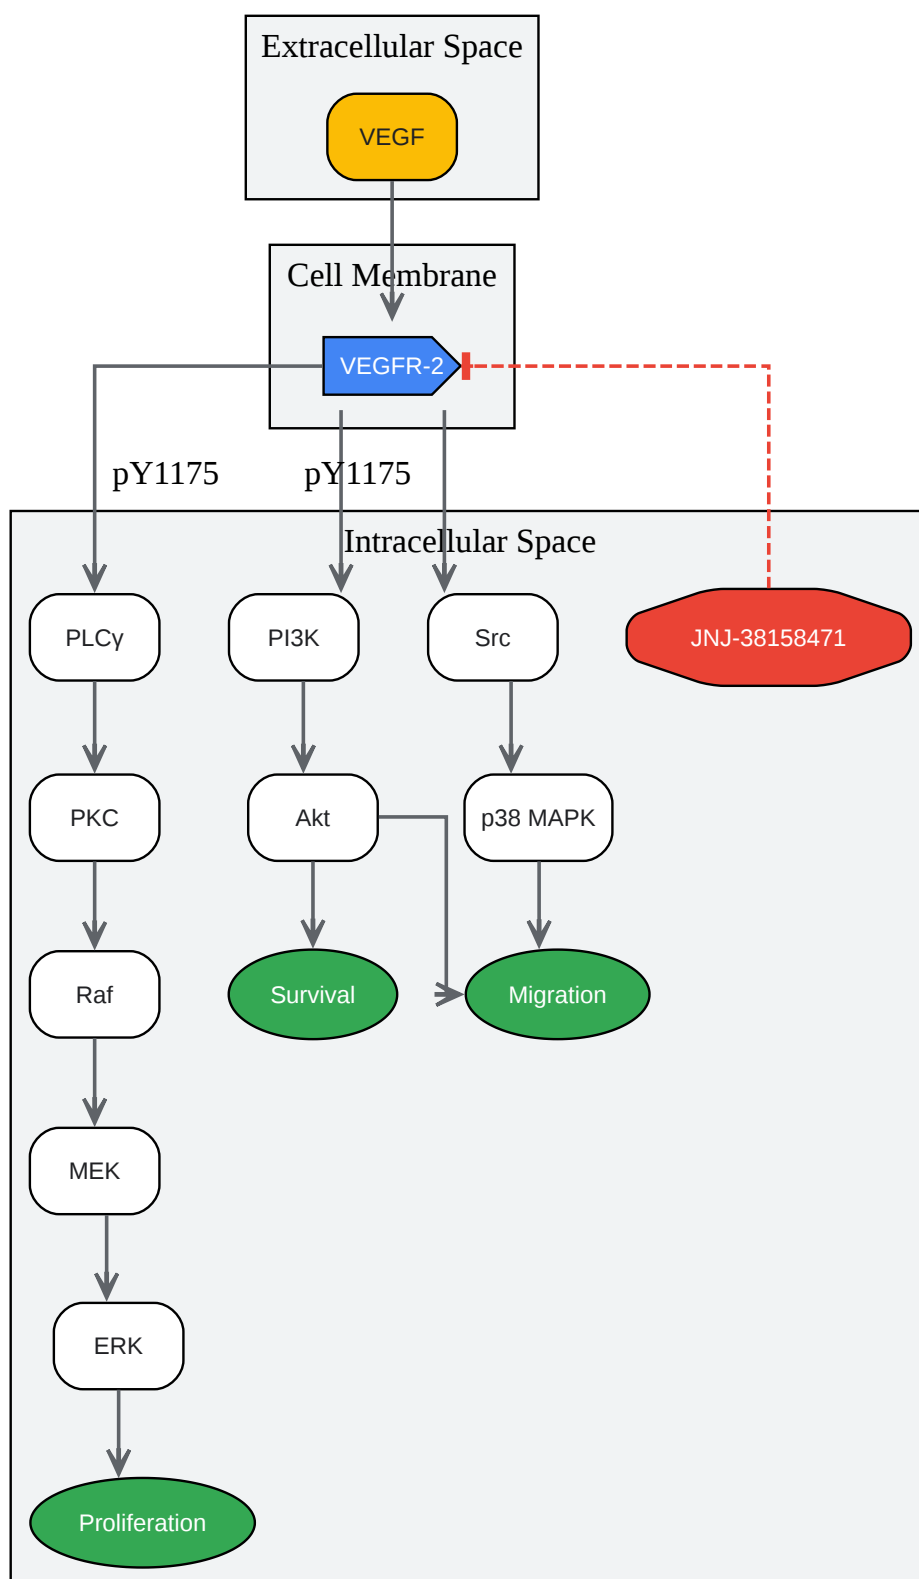 Extracellular Space
VEGF
Cell Membrane
VEGFR-2
pY1175
pY1175
Intracellular Space
PLCγ
PI3K
Src
JNJ-38158471
PKC
Akt
p38 MAPK
Raf
Survival
Migration
MEK
ERK
Proliferation